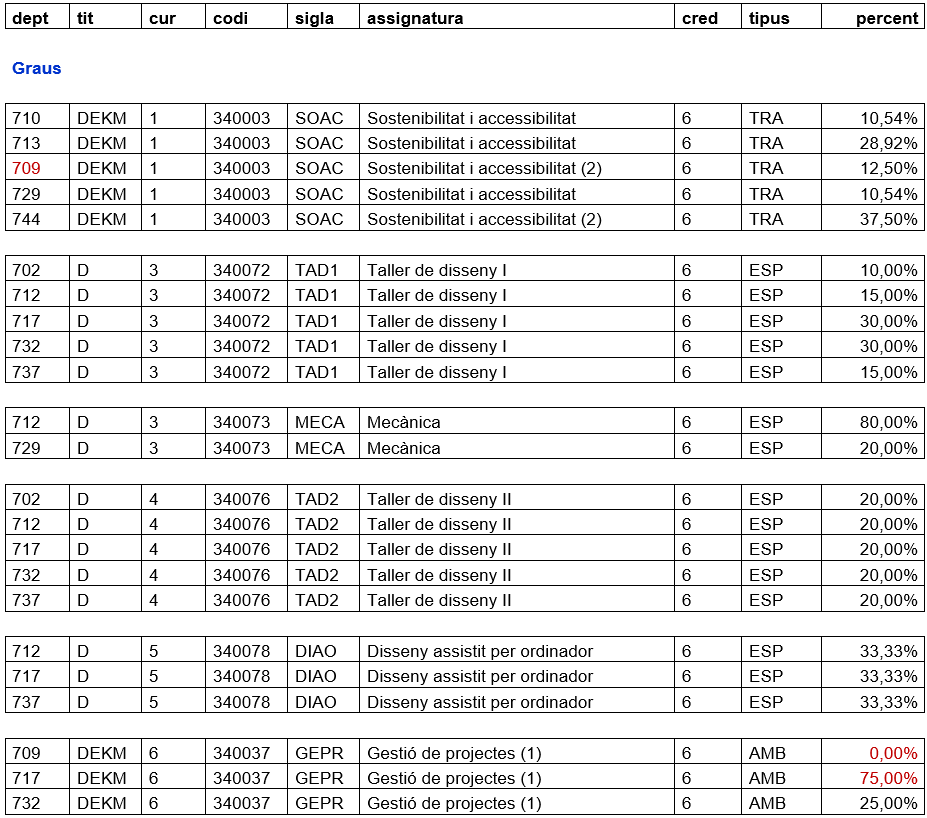 dept tit cur codi sigla assignatura cred tipus percent
Graus
710 DEKM 1 340003 SOAC Sostenibilitat i accessibilitat 6 TRA 10,54%
713 DEKM 1 340003 SOAC Sostenibilitat i accessibilitat 6 TRA 28,92%
709 DEKM 1 340003 SOAC Sostenibilitat i accessibilitat (2) 6 TRA 12,50%
729 DEKM 1 340003 SOAC Sostenibilitat i accessibilitat 6 TRA 10,54%
744 DEKM 1 340003 SOAC Sostenibilitat i accessibilitat (2) 6 TRA 37,50%
702 D 3 340072 TAD1 Taller de disseny I 6 ESP 10,00%
712 D 3 340072 TAD1 Taller de disseny I 6 ESP 15,00%
717 D 3 340072 TAD1 Taller de disseny I 6 ESP 30,00%
732 D 3 340072 TAD1 Taller de disseny I 6 ESP 30,00%
737 D 3 340072 TAD1 Taller de disseny I 6 ESP 15,00%
712 D 3 340073 MECA Mecànica 6 ESP 80,00%
729 D 3 340073 MECA Mecànica 6 ESP 20,00%
702 D 4 340076 TAD2 Taller de disseny II 6 ESP 20,00%
712 D 4 340076 TAD2 Taller de disseny II 6 ESP 20,00%
717 D 4 340076 TAD2 Taller de disseny II 6 ESP 20,00%
732 D 4 340076 TAD2 Taller de disseny II 6 ESP 20,00%
737 D 4 340076 TAD2 Taller de disseny II 6 ESP 20,00%
712 D 5 340078 DIAO Disseny assistit per ordinador 6 ESP 33,33%
717 D 5 340078 DIAO Disseny assistit per ordinador 6 ESP 33,33%
737 D 5 340078 DIAO Disseny assistit per ordinador 6 ESP 33,33%
709 DEKM 6 340037 GEPR Gestió de projectes (1) 6 AMB 0,00%
717 DEKM 6 340037 GEPR Gestió de projectes (1) 6 AMB 75,00%
732 DEKM 6 340037 GEPR Gestió de projectes (1) 6 AMB 25,00%